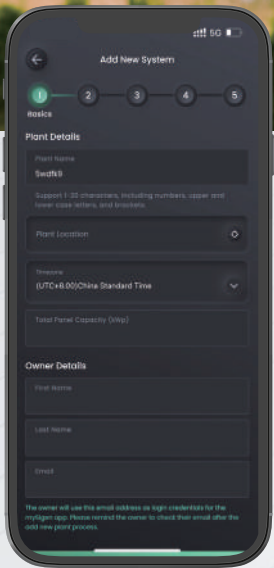 5G
Add New System
1
2
3
4
5
Basics
Plant Details
Plant Name
Swdfkl9
Support 1-30 characters, including numbers, upper and
lower case letters, and brackets
Plant Location
Timezone
(UTC+8.00)China Standard Time
Total Panel Capacity (kWp)
Owner Details
First Name
Last Name
Email
The owner will use this email address as login credentials for the
mySigen app. Please remind the owner to check their email after the
add new plant process.